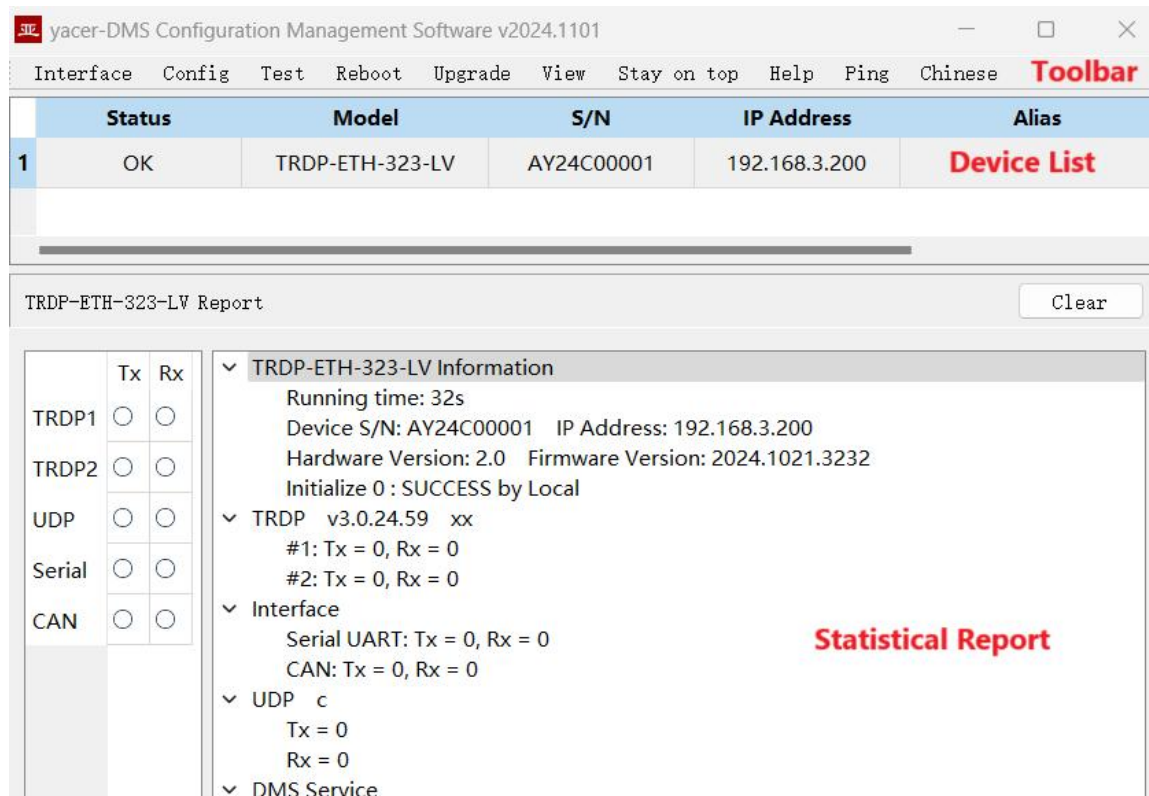 yacer-DMS Configuration Management Software v2024.1101
Interface Config Test Reboot Upgrade View Stay on top Help Ping Chinese Toolbar
Status Model S/N IP Address Alias
1 OK TRDP-ETH-323-LV AY24C00001 192.168.3.200 Device List
TRDP-ETH-323-LV Report Clear
Tx Rx
TRDP1
TRDP2
UDP
Serial
CAN
TRDP-ETH-323-LV Information
Running time: 32s
Device S/N: AY24C00001 IP Address: 192.168.3.200
Hardware Version: 2.0 Firmware Version: 2024.1021.3232
Initialize 0 : SUCCESS by Local
TRDP v3.0.24.59 xx
#1: Tx = 0, Rx = 0
#2: Tx = 0, Rx = 0
Interface
Serial UART: Tx = 0, Rx = 0
Statistical Report
CAN: Tx = 0, Rx = 0
UDP c
Tx = 0
Rx = 0
DMS Service